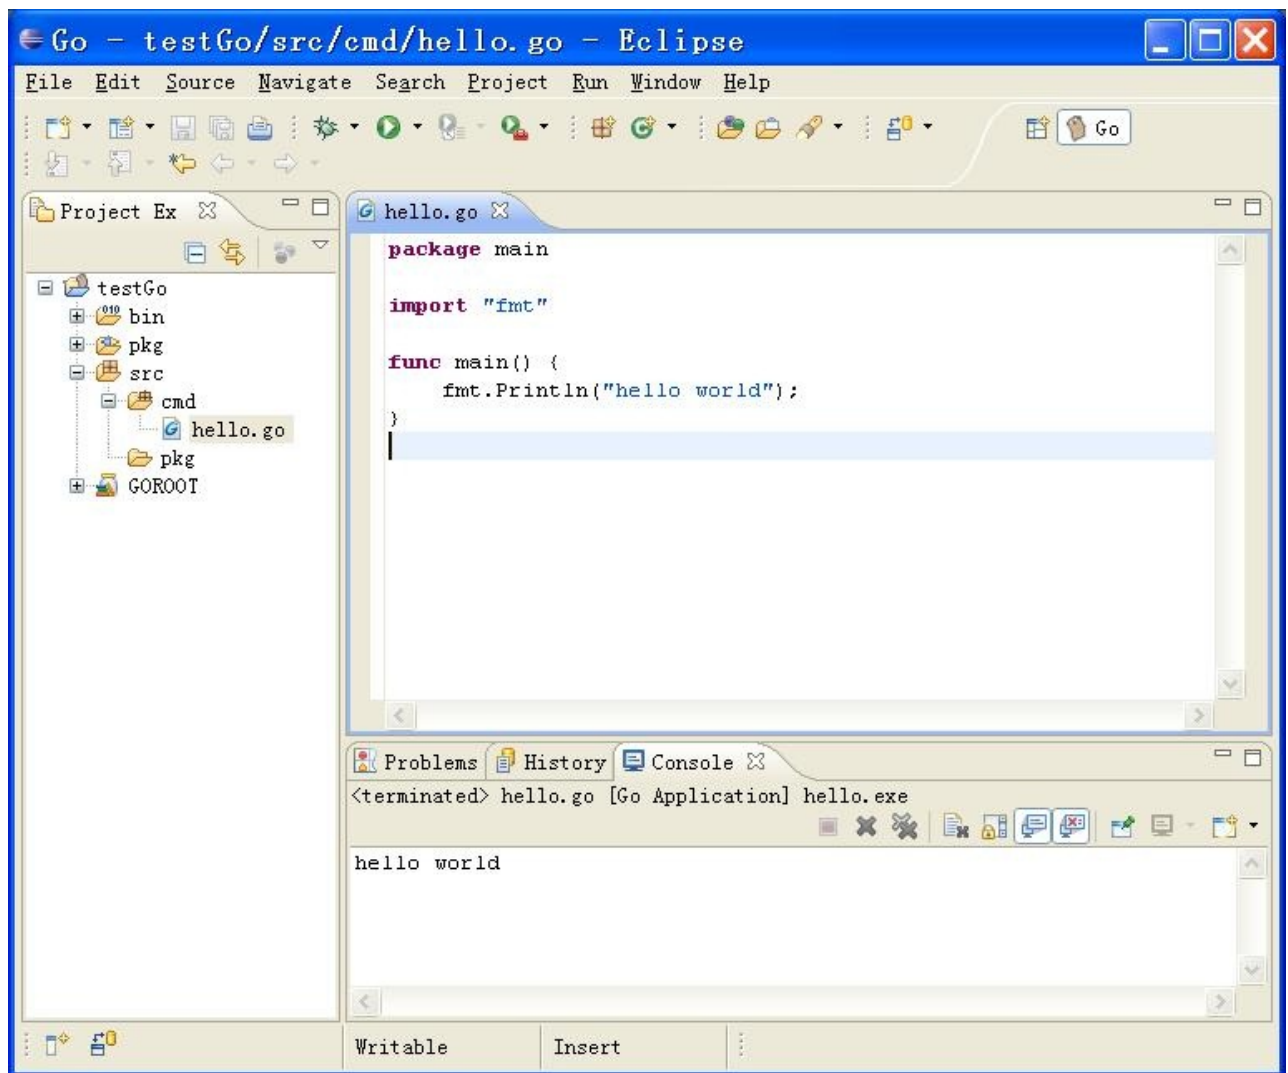 Go - testGo/src/cmd/hello.go - Eclipse
File Edit Source Navigate Search Project Run Window Help
Go
Project Ex
testGo
bin
pkg
src
cmd
hello.go
pkg
GOROOT
hello.go
package main
import "fmt"
func main() {
fmt.Println("hello world");
}
Problems History Console
<terminated> hello.go [Go Application] hello.exe
hello world
Writable Insert